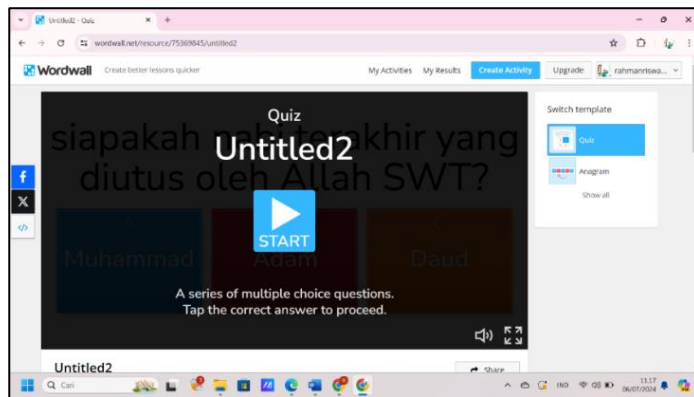 Untitled2 - Quiz
wordwall.net/resource/75369845/untitled2
Wordwall
Create better lessons quicker
My Activities
My Results
Create Activity
Upgrade
rahmanriswa...
siapakah nabi terakhir yang
diutus oleh Allah SWT?
Muhammad
Adam
Daud
Quiz
Untitled2
START
A series of multiple choice questions.
Tap the correct answer to proceed.
Switch template
Quiz
Anagram
Show all
Untitled2
Share
Cari
IND
11.17
06/07/2024